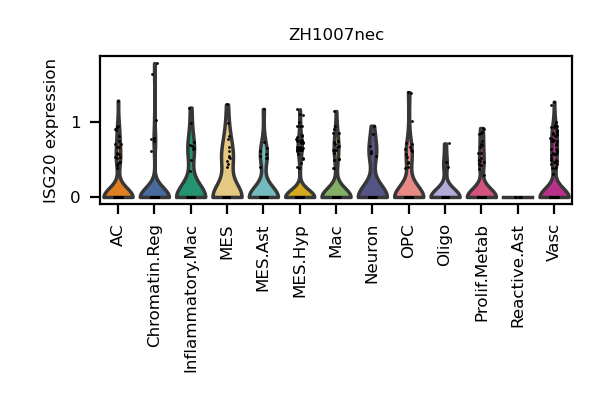 ZH1007nec
ISG20 expression
1
0
AC
Chromatin.Reg
Inflammatory.Mac
MES
MES.Ast
MES.Hyp
Mac
Neuron
OPC
Oligo
Prolif.Metab
Reactive.Ast
Vasc